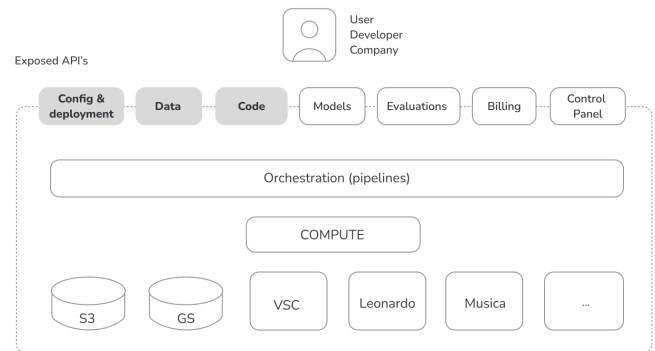 User
Developer
Company
Exposed API's
Config &
deployment
Data
Code
Models
Evaluations
Billing
Control
Panel
Orchestration (pipelines)
COMPUTE
S3
GS
VSC
Leonardo
Musica
...